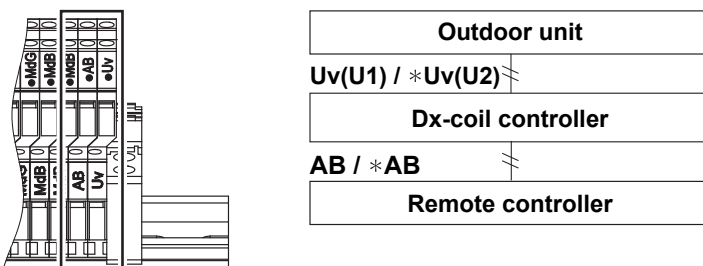 ●MdG
●MdB
●MdB
●AB
●Uv
MdB
AB
Uv
Outdoor unit
Uv(U1) / ∗Uv(U2)
Dx-coil controller
AB / ∗AB
Remote controller